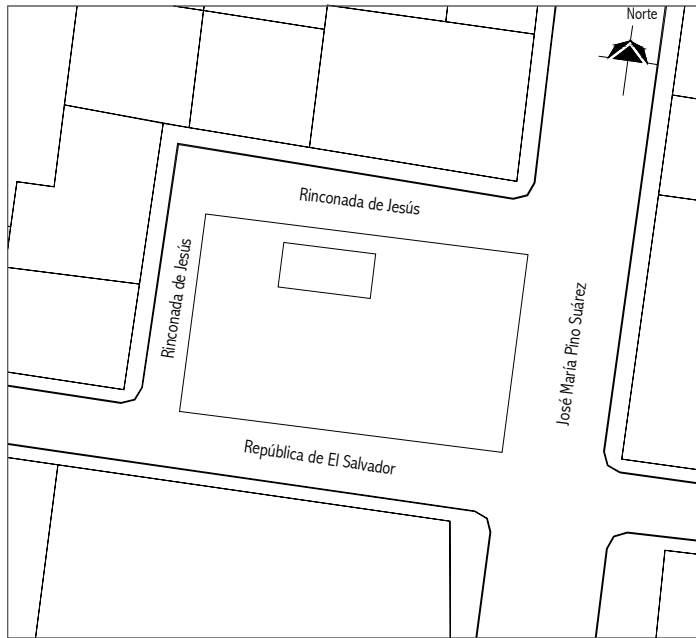 Norte
Rinconada de Jesús
Rinconada de Jesús
José María Pino Suárez
República de El Salvador